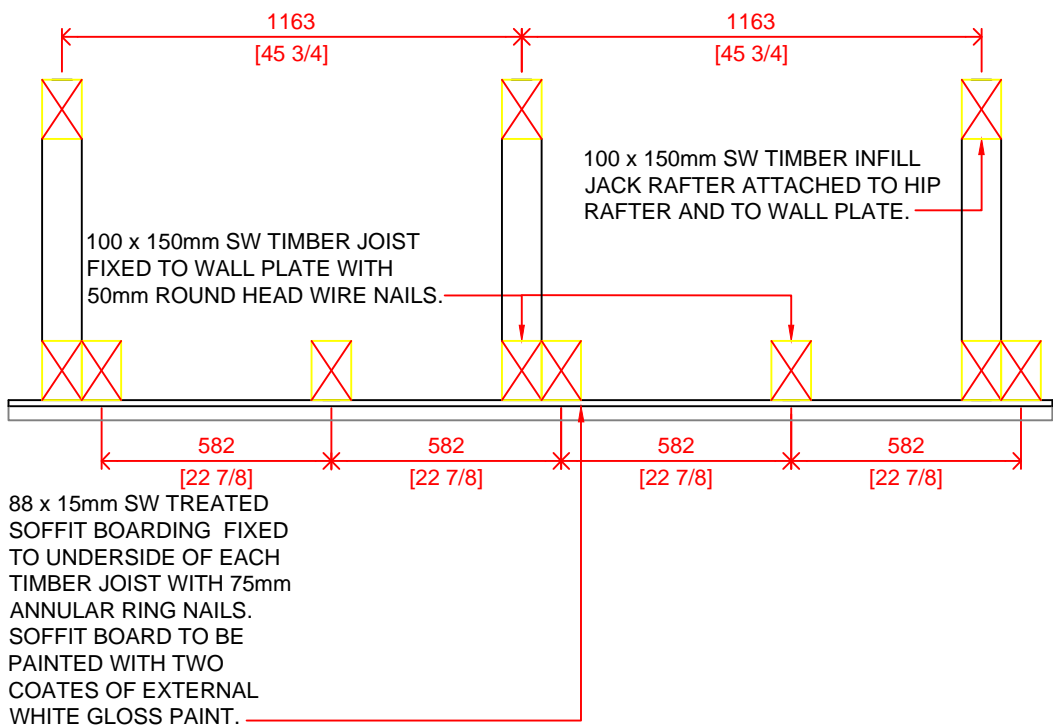 1163
[45 3/4]
1163
[45 3/4]
100 x 150mm SW TIMBER INFILL
JACK RAFTER ATTACHED TO HIP
RAFTER AND TO WALL PLATE.
100 x 150mm SW TIMBER JOIST
FIXED TO WALL PLATE WITH
50mm ROUND HEAD WIRE NAILS.
582
[22 7/8]
582
[22 7/8]
582
[22 7/8]
582
[22 7/8]
88 x 15mm SW TREATED
SOFFIT BOARDING FIXED
TO UNDERSIDE OF EACH
TIMBER JOIST WITH 75mm
ANNULAR RING NAILS.
SOFFIT BOARD TO BE
PAINTED WITH TWO
COATES OF EXTERNAL
WHITE GLOSS PAINT.